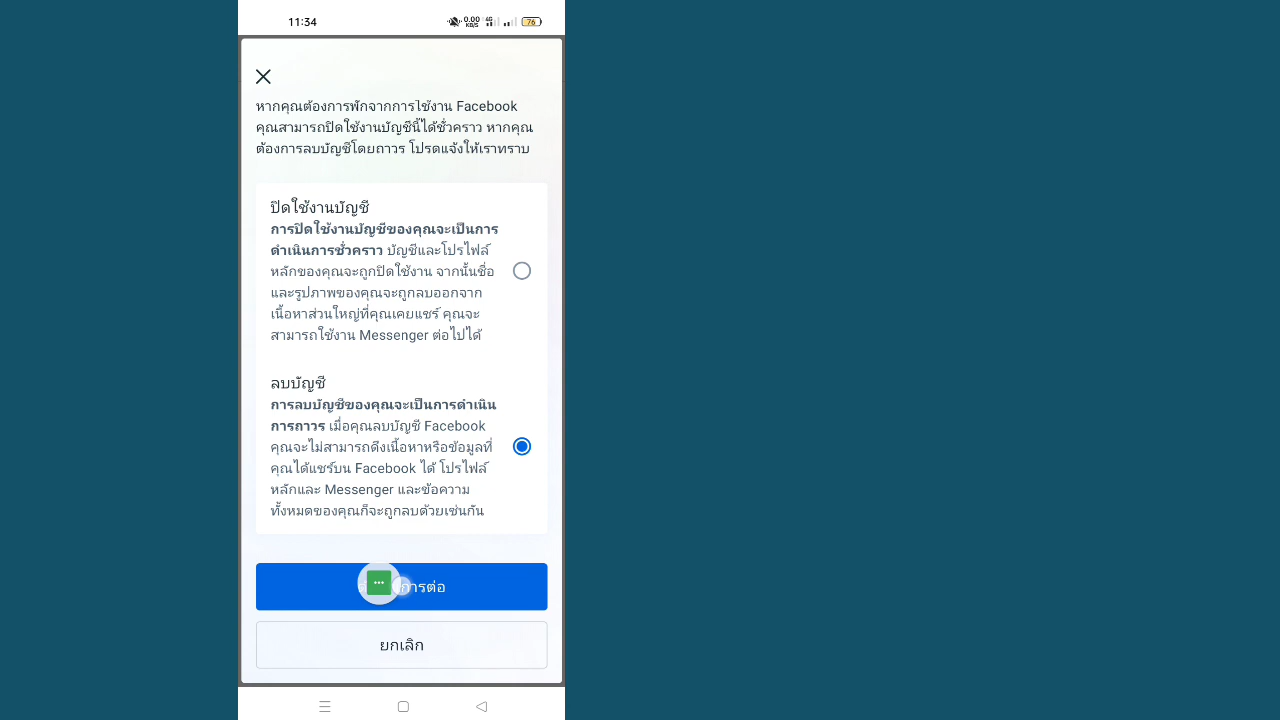 11:34
0.00
KB/S
4G
76
หากคุณต้องการพักจากการใช้งาน Facebook
คุณสามารถปิดใช้งานบัญชีนี้ได้ชั่วคราว หากคุณ
ต้องการลบบัญชีโดยถาวร โปรดแจ้งให้เราทราบ
ปิดใช้งานบัญชี
การปิดใช้งานบัญชีของคุณจะเป็นการ
ดำเนินการชั่วคราว บัญชีและโปรไฟล์
หลักของคุณจะถูกปิดใช้งาน จากนั้นชื่อ
และรูปภาพของคุณจะถูกลบออกจาก
เนื้อหาส่วนใหญ่ที่คุณเคยแชร์ คุณจะ
สามารถใช้งาน Messenger ต่อไปได้
ลบบัญชี
การลบบัญชีของคุณจะเป็นการดำเนิน
การถาวร เมื่อคุณลบบัญชี Facebook
คุณจะไม่สามารถดึงเนื้อหาหรือข้อมูลที่
คุณได้แชร์บน Facebook ได้ โปรไฟล์
หลักและ Messenger และข้อความ
ทั้งหมดของคุณก็จะถูกลบด้วยเช่นกัน
การต่อ
ยกเลิก